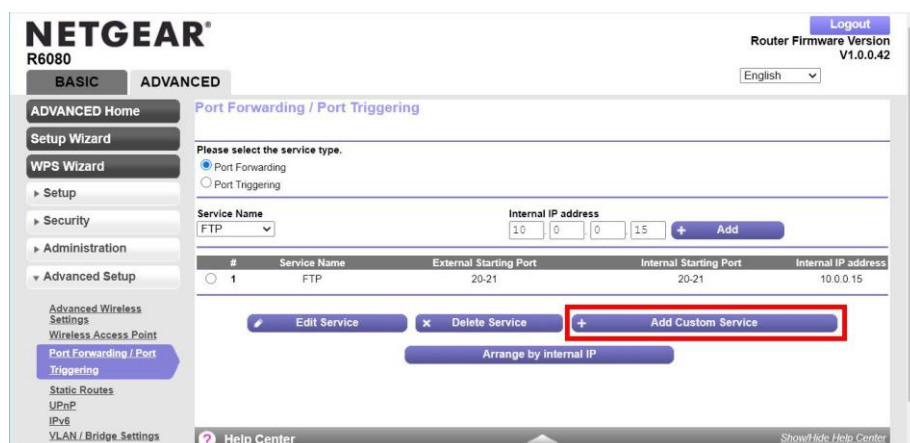 NETGEAR®
R6080
Logout
Router Firmware Version
V1.0.0.42
English
BASIC
ADVANCED
ADVANCED Home
Setup Wizard
WPS Wizard
Setup
Security
Administration
Advanced Setup
Advanced Wireless
Settings
Wireless Access Point
Port Forwarding / Port
Triggering
Static Routes
UPnP
IPv6
VLAN / Bridge Settings
Port Forwarding / Port Triggering
Please select the service type.
Port Forwarding
Port Triggering
Service Name Internal IP address
FTP 10 . 0 . 0 . 15 + Add
# Service Name External Starting Port Internal Starting Port Internal IP address
1 FTP 20-21 20-21 10.0.0.15
Edit Service x Delete Service + Add Custom Service
Arrange by internal IP
? Help Center Show/Hide Help Center